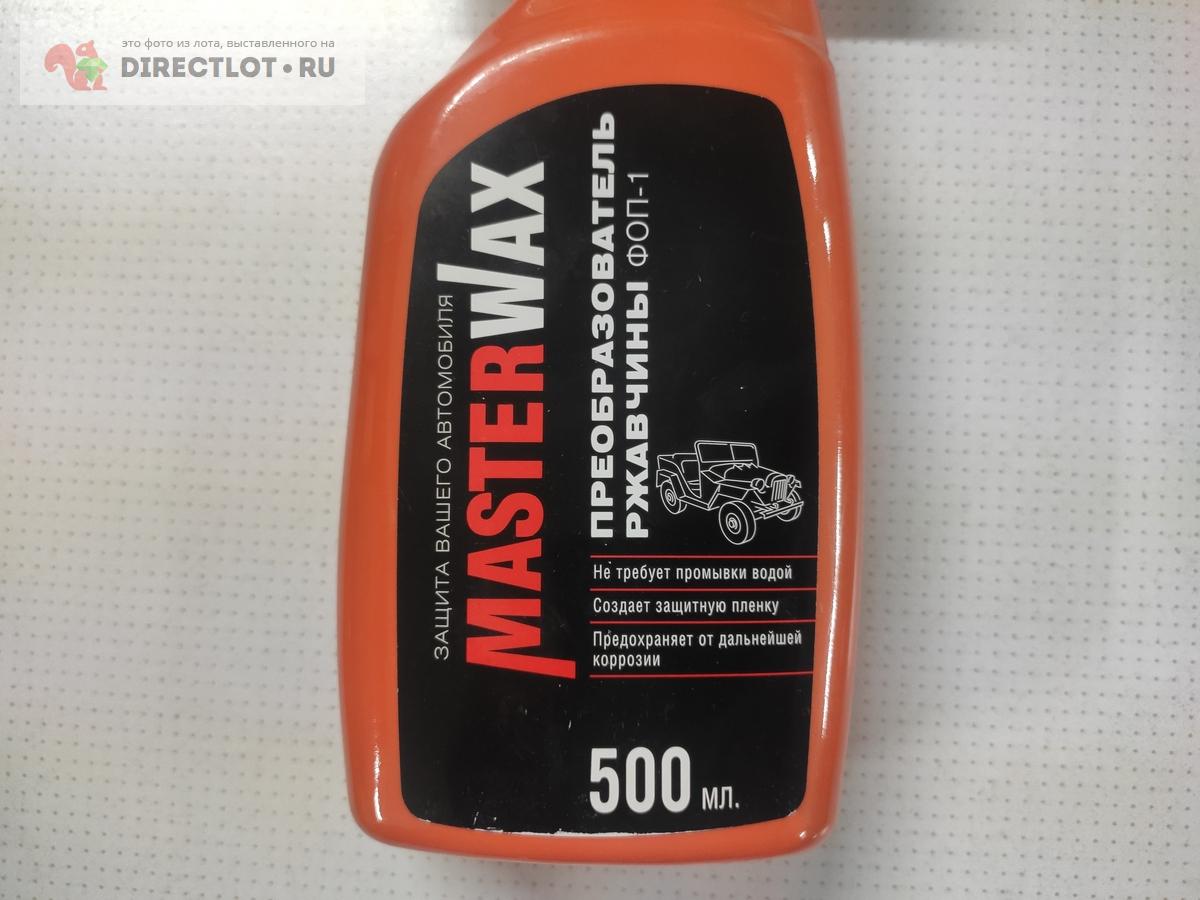 это фото из лота, выставленного на
DIRECTLOT•RU
ЗАЩИТА ВАШЕГО АВТОМОБИЛЯ
MASTERWAX
ПРЕОБРАЗОВАТЕЛЬ
РЖАВЧИНЫ ФОП-1
Не требует промывки водой
Создает защитную пленку
Предохраняет от дальнейшей
коррозии
500 мл.